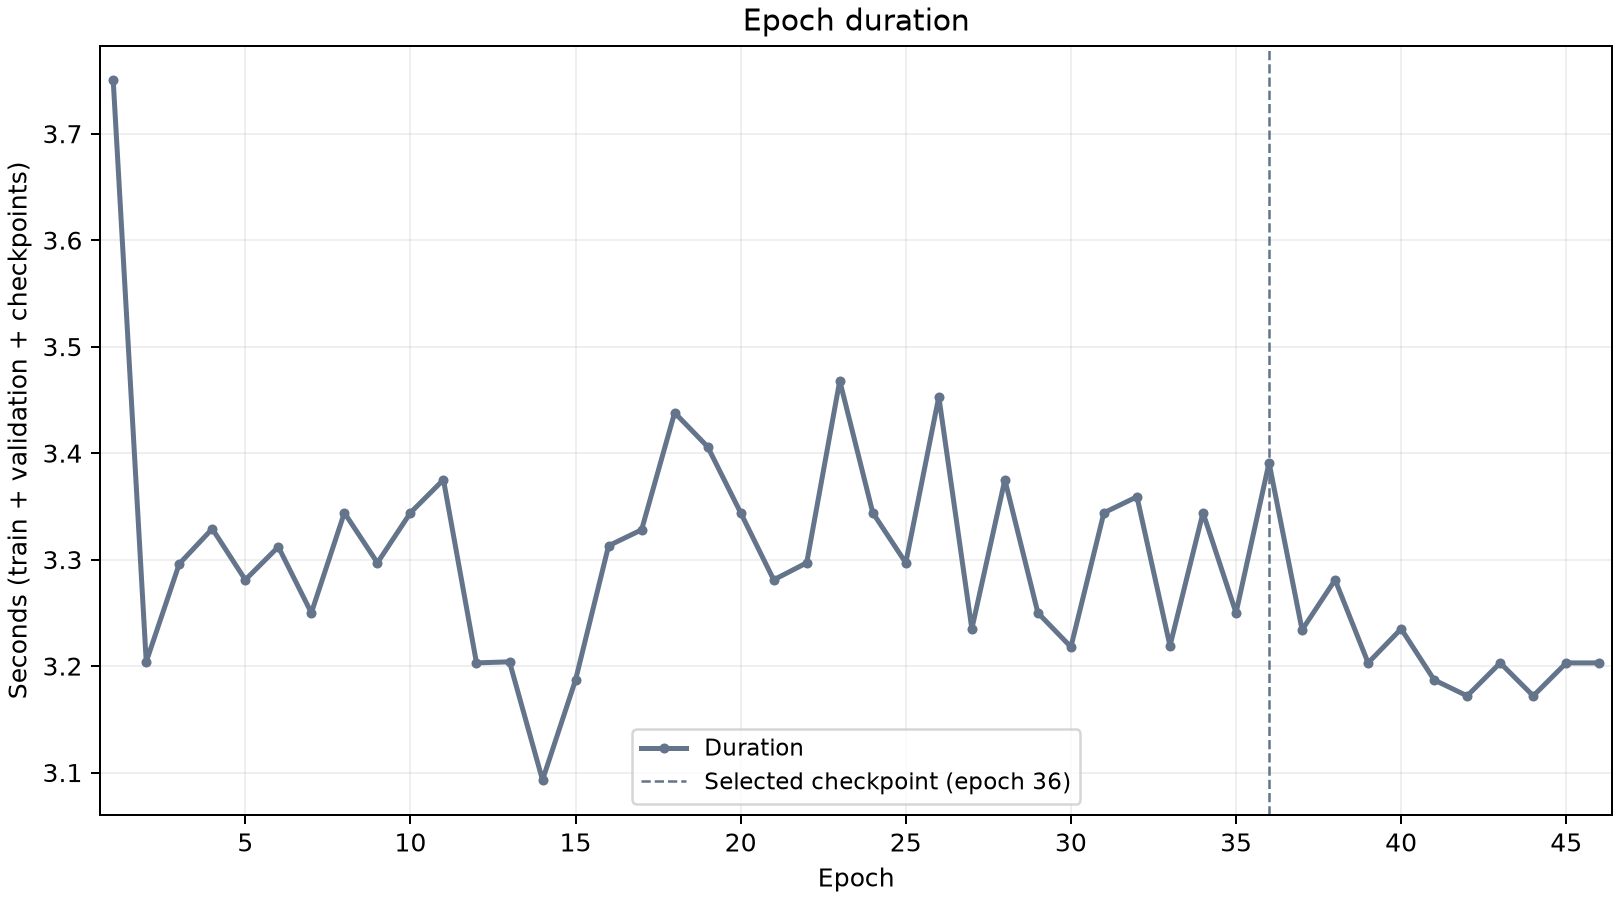 Epoch duration
Seconds (train + validation + checkpoints)
3.7
3.6
3.5
3.4
3.3
3.2
3.1
Duration
Selected checkpoint (epoch 36)
5 10 15 20 25 30 35 40 45
Epoch